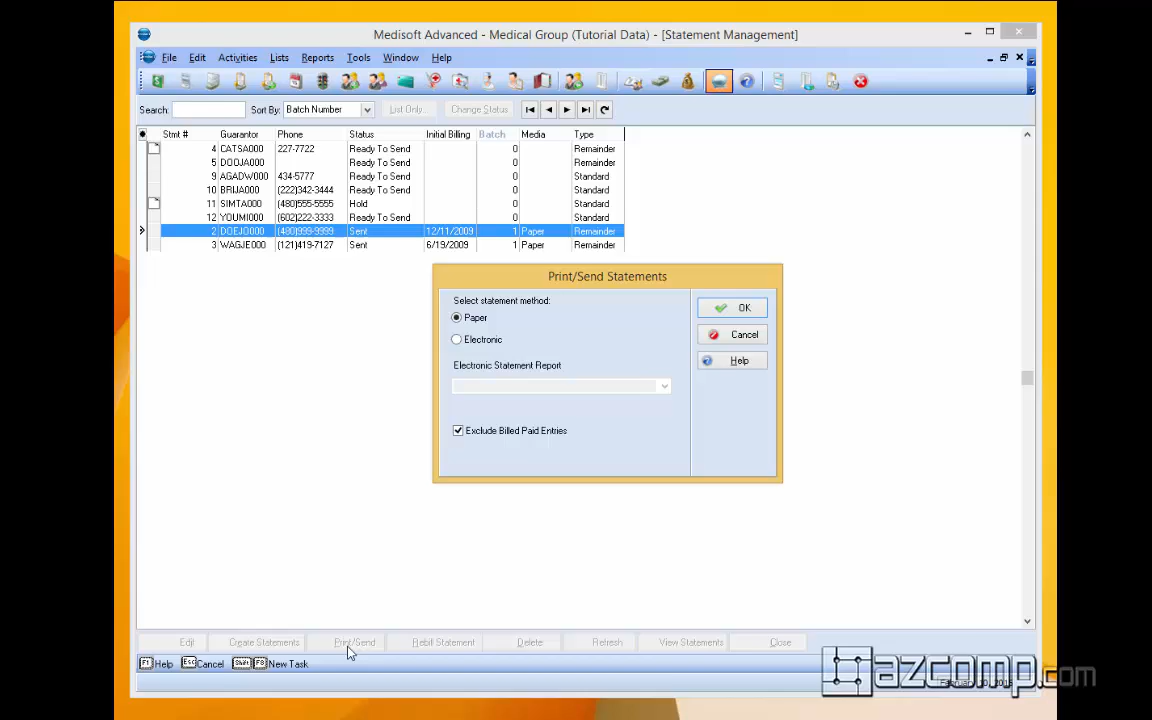 Medisoft Advanced - Medical Group (Tutorial Data) - [Statement Management]
File Edit Activities Lists Reports Tools Window Help
Search: Sort By: Batch Number List Only... Change Status
Stmt # Guarantor Phone Status Initial Billing Batch Media Type
4 CATSA000 227-7722 Ready To Send 0 Remainder
5 DOOJA000 Ready To Send 0 Remainder
9 AGADW000 434-5777 Ready To Send 0 Standard
10 BRIJA000 (222)342-3444 Ready To Send 0 Standard
11 SIMTA000 (480)555-5555 Hold 0 Standard
12 YOUMI000 (602)222-3333 Ready To Send 0 Standard
2 DOEJO000 (480)999-9999 Sent 12/11/2009 1 Paper Remainder
3 WAGJE000 (121)419-7127 Sent 6/19/2009 1 Paper Remainder
Print/Send Statements
Select statement method:
Paper
Electronic
Electronic Statement Report
Exclude Billed Paid Entries
OK
Cancel
Help
Edit Create Statements Print/Send Rebill Statement Delete Refresh View Statements Close
F1 Help Esc Cancel Shift F8 New Task
azcomp.com